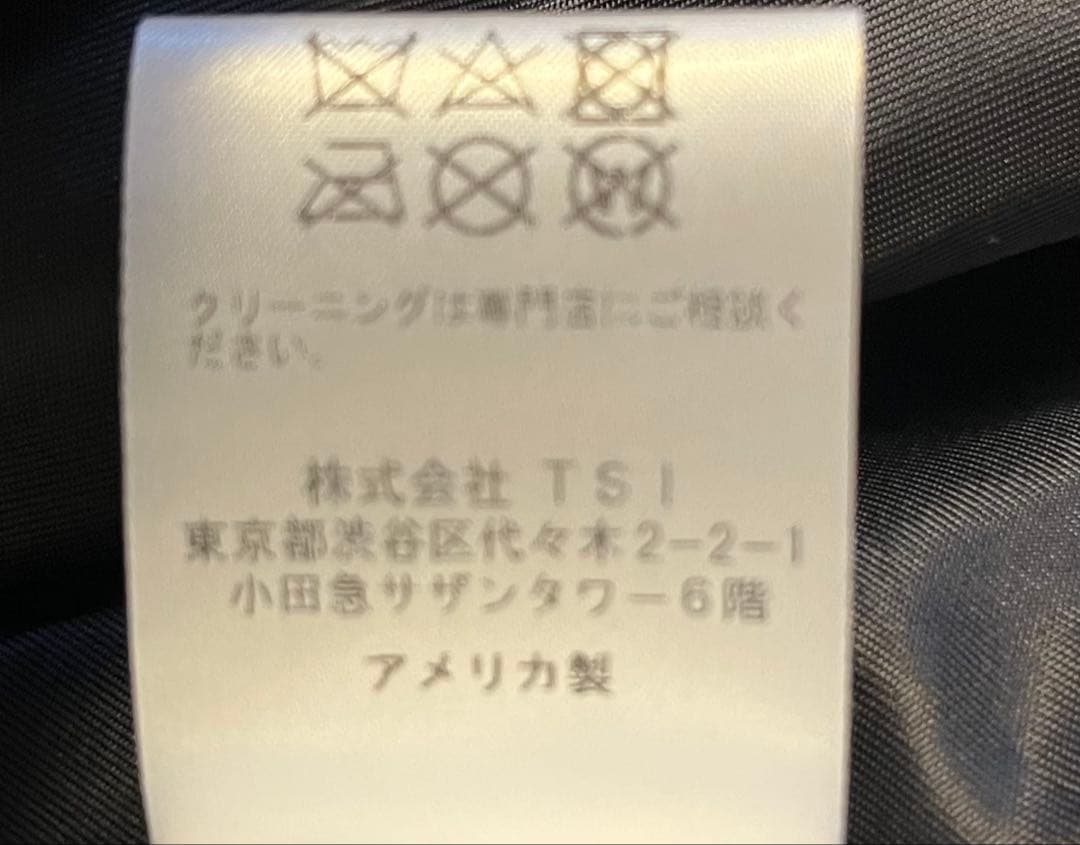 クリーニングは専門店にご相談く
ださい。
株式会社 TSI
東京都渋谷区代々木2-2-1
小田急サザンタワー6階
アメリカ製